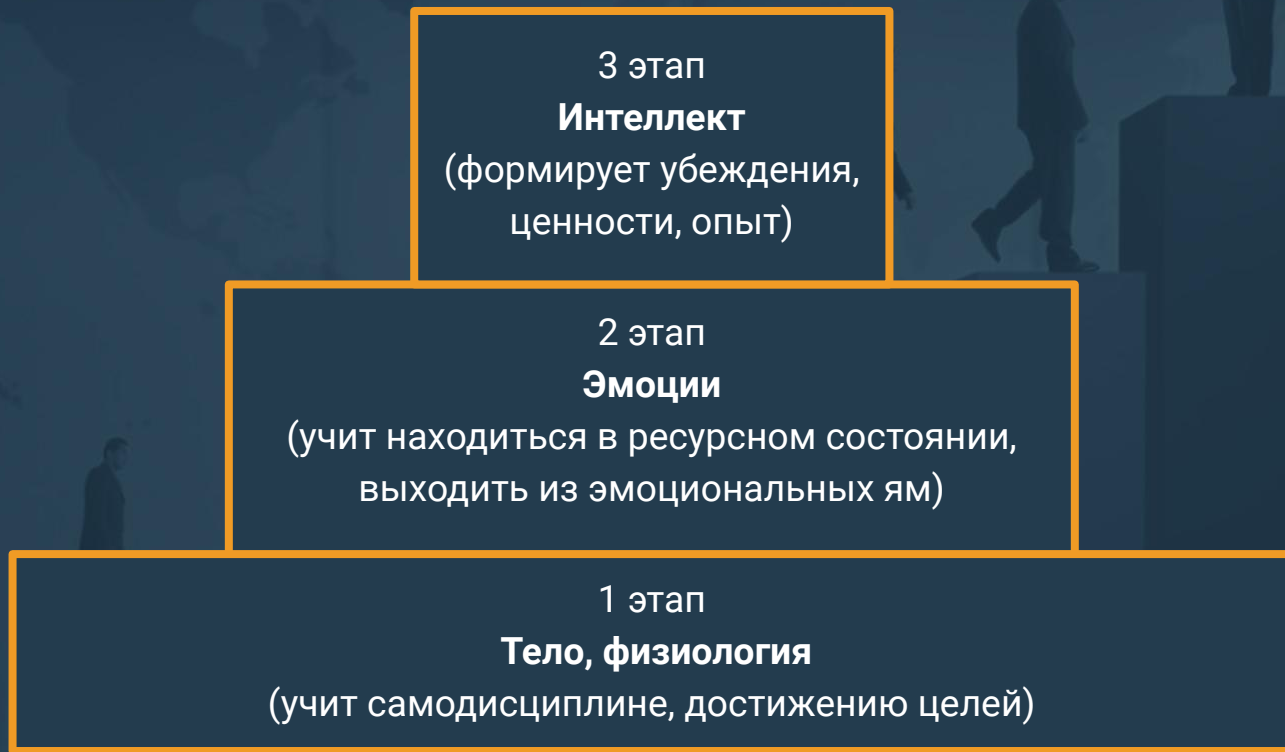 3 этап
Интеллект
(формирует убеждения,
ценности, опыт)
2 этап
Эмоции
(учит находиться в ресурсном состоянии,
выходить из эмоциональных ям)
1 этап
Тело, физиология
(учит самодисциплине, достижению целей)